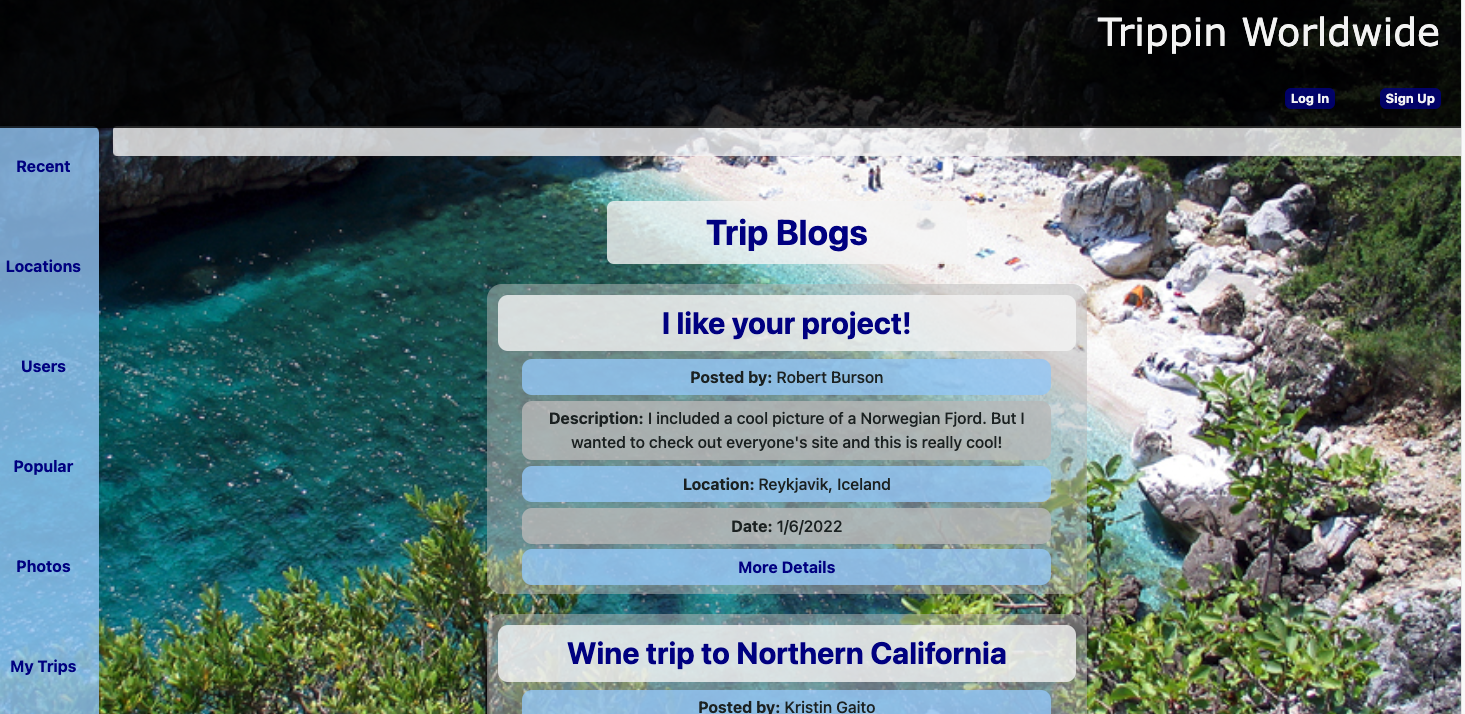 Trippin Worldwide
Log In
Sign Up
Recent
Locations
Users
Popular
Photos
My Trips
Trip Blogs
I like your project!
Posted by: Robert Burson
Description: I included a cool picture of a Norwegian Fjord. But I
wanted to check out everyone's site and this is really cool!
Location: Reykjavik, Iceland
Date: 1/6/2022
More Details
Wine trip to Northern California
Posted by: Kristin Gaito